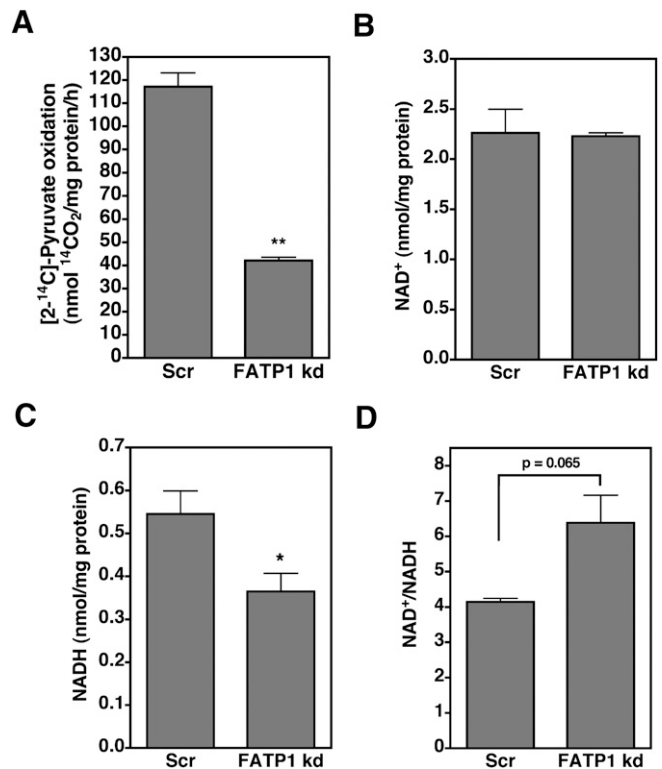 A
[2-¹⁴C]-Pyruvate oxidation
(nmol ¹⁴CO₂/mg protein/h)
130
120
110
100
90
80
70
60
50
40
30
20
10
0
**
Scr FATP1 kd
B
NAD⁺ (nmol/mg protein)
3.0
2.5
2.0
1.5
1.0
0.5
0.0
Scr FATP1 kd
C
NADH (nmol/mg protein)
0.7
0.6
0.5
0.4
0.3
0.2
0.1
0.0
*
Scr FATP1 kd
D
NAD⁺/NADH
8
7
6
5
4
3
2
1
0
p = 0.065
Scr FATP1 kd